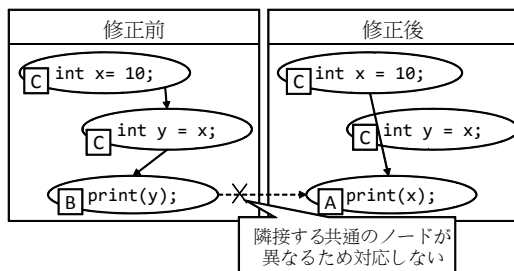 修正前
C int x= 10;
C int y = x;
B print(y);
修正後
C int x = 10;
C int y = x;
A print(x);
隣接する共通のノードが
異なるため対応しない